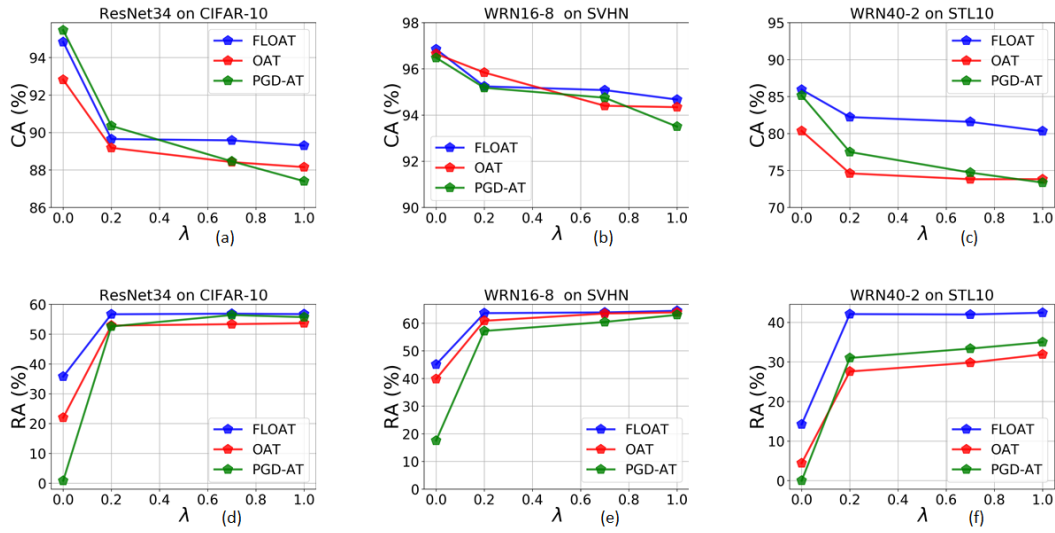 ResNet34 on CIFAR-10
CA (%)
94
92
90
88
86
FLOAT
OAT
PGD-AT
0.0 0.2 0.4 0.6 0.8 1.0
λ (a)
WRN16-8 on SVHN
CA (%)
98
96
94
92
90
FLOAT
OAT
PGD-AT
0.0 0.2 0.4 0.6 0.8 1.0
λ (b)
WRN40-2 on STL10
CA (%)
95
90
85
80
75
70
FLOAT
OAT
PGD-AT
0.0 0.2 0.4 0.6 0.8 1.0
λ (c)
ResNet34 on CIFAR-10
RA (%)
60
50
40
30
20
10
0
FLOAT
OAT
PGD-AT
0.0 0.2 0.4 0.6 0.8 1.0
λ (d)
WRN16-8 on SVHN
RA (%)
60
50
40
30
20
10
0
FLOAT
OAT
PGD-AT
0.0 0.2 0.4 0.6 0.8 1.0
λ (e)
WRN40-2 on STL10
RA (%)
40
30
20
10
0
FLOAT
OAT
PGD-AT
0.0 0.2 0.4 0.6 0.8 1.0
λ (f)